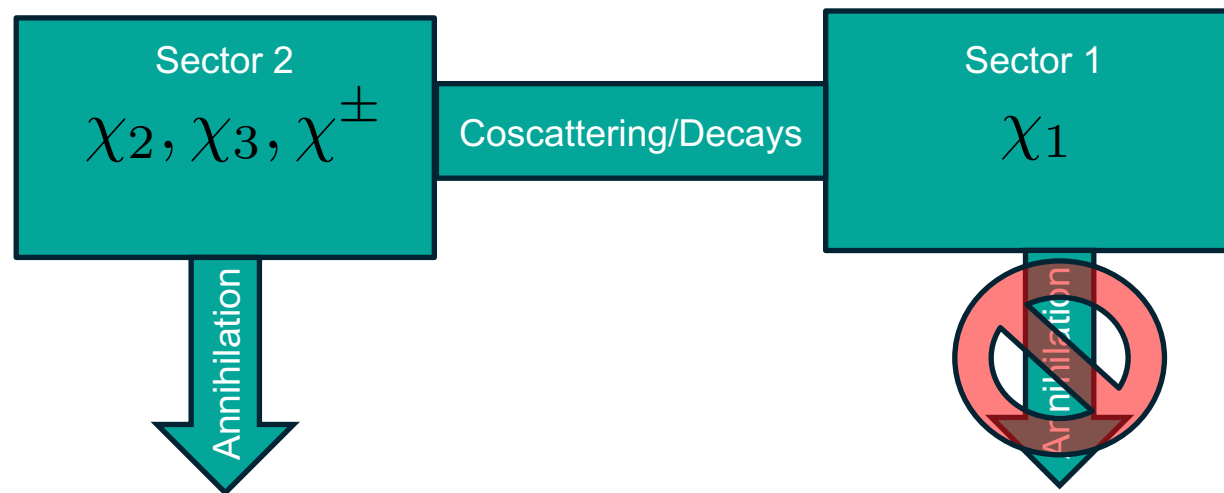 Sector 2
χ₂, χ₃, χ^±
Annihilation
Coscattering/Decays
Sector 1
χ₁
Annihilation